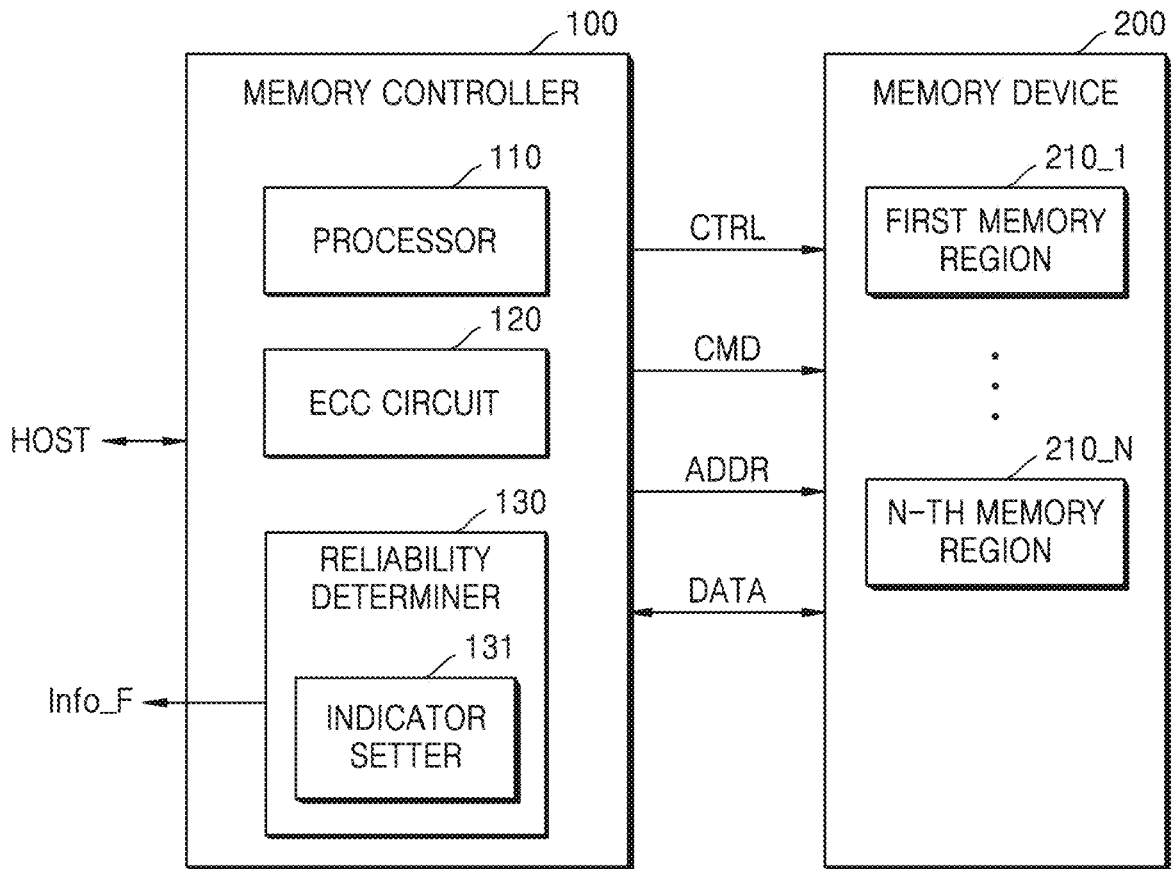 100
MEMORY CONTROLLER
110
PROCESSOR
120
ECC CIRCUIT
130
RELIABILITY
DETERMINER
131
INDICATOR
SETTER
HOST
Info_F
CTRL
CMD
ADDR
DATA
200
MEMORY DEVICE
210_1
FIRST MEMORY
REGION
210_N
N-TH MEMORY
REGION